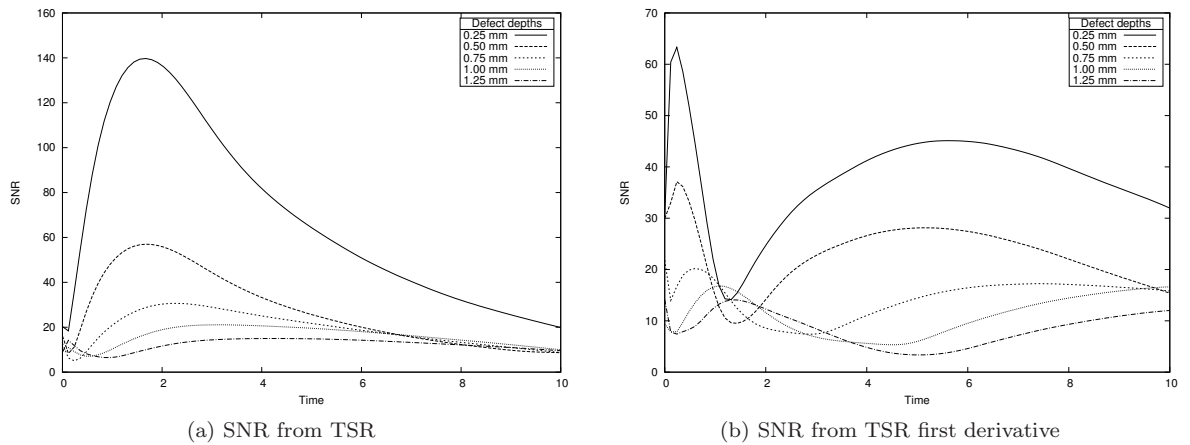 160
140
120
100
80
60
40
20
0
SNR
0 2 4 6 8 10
Time
Defect depths
0.25 mm
0.50 mm
0.75 mm
1.00 mm
1.25 mm
(a) SNR from TSR
70
60
50
40
30
20
10
0
SNR
0 2 4 6 8 10
Time
Defect depths
0.25 mm
0.50 mm
0.75 mm
1.00 mm
1.25 mm
(b) SNR from TSR first derivative